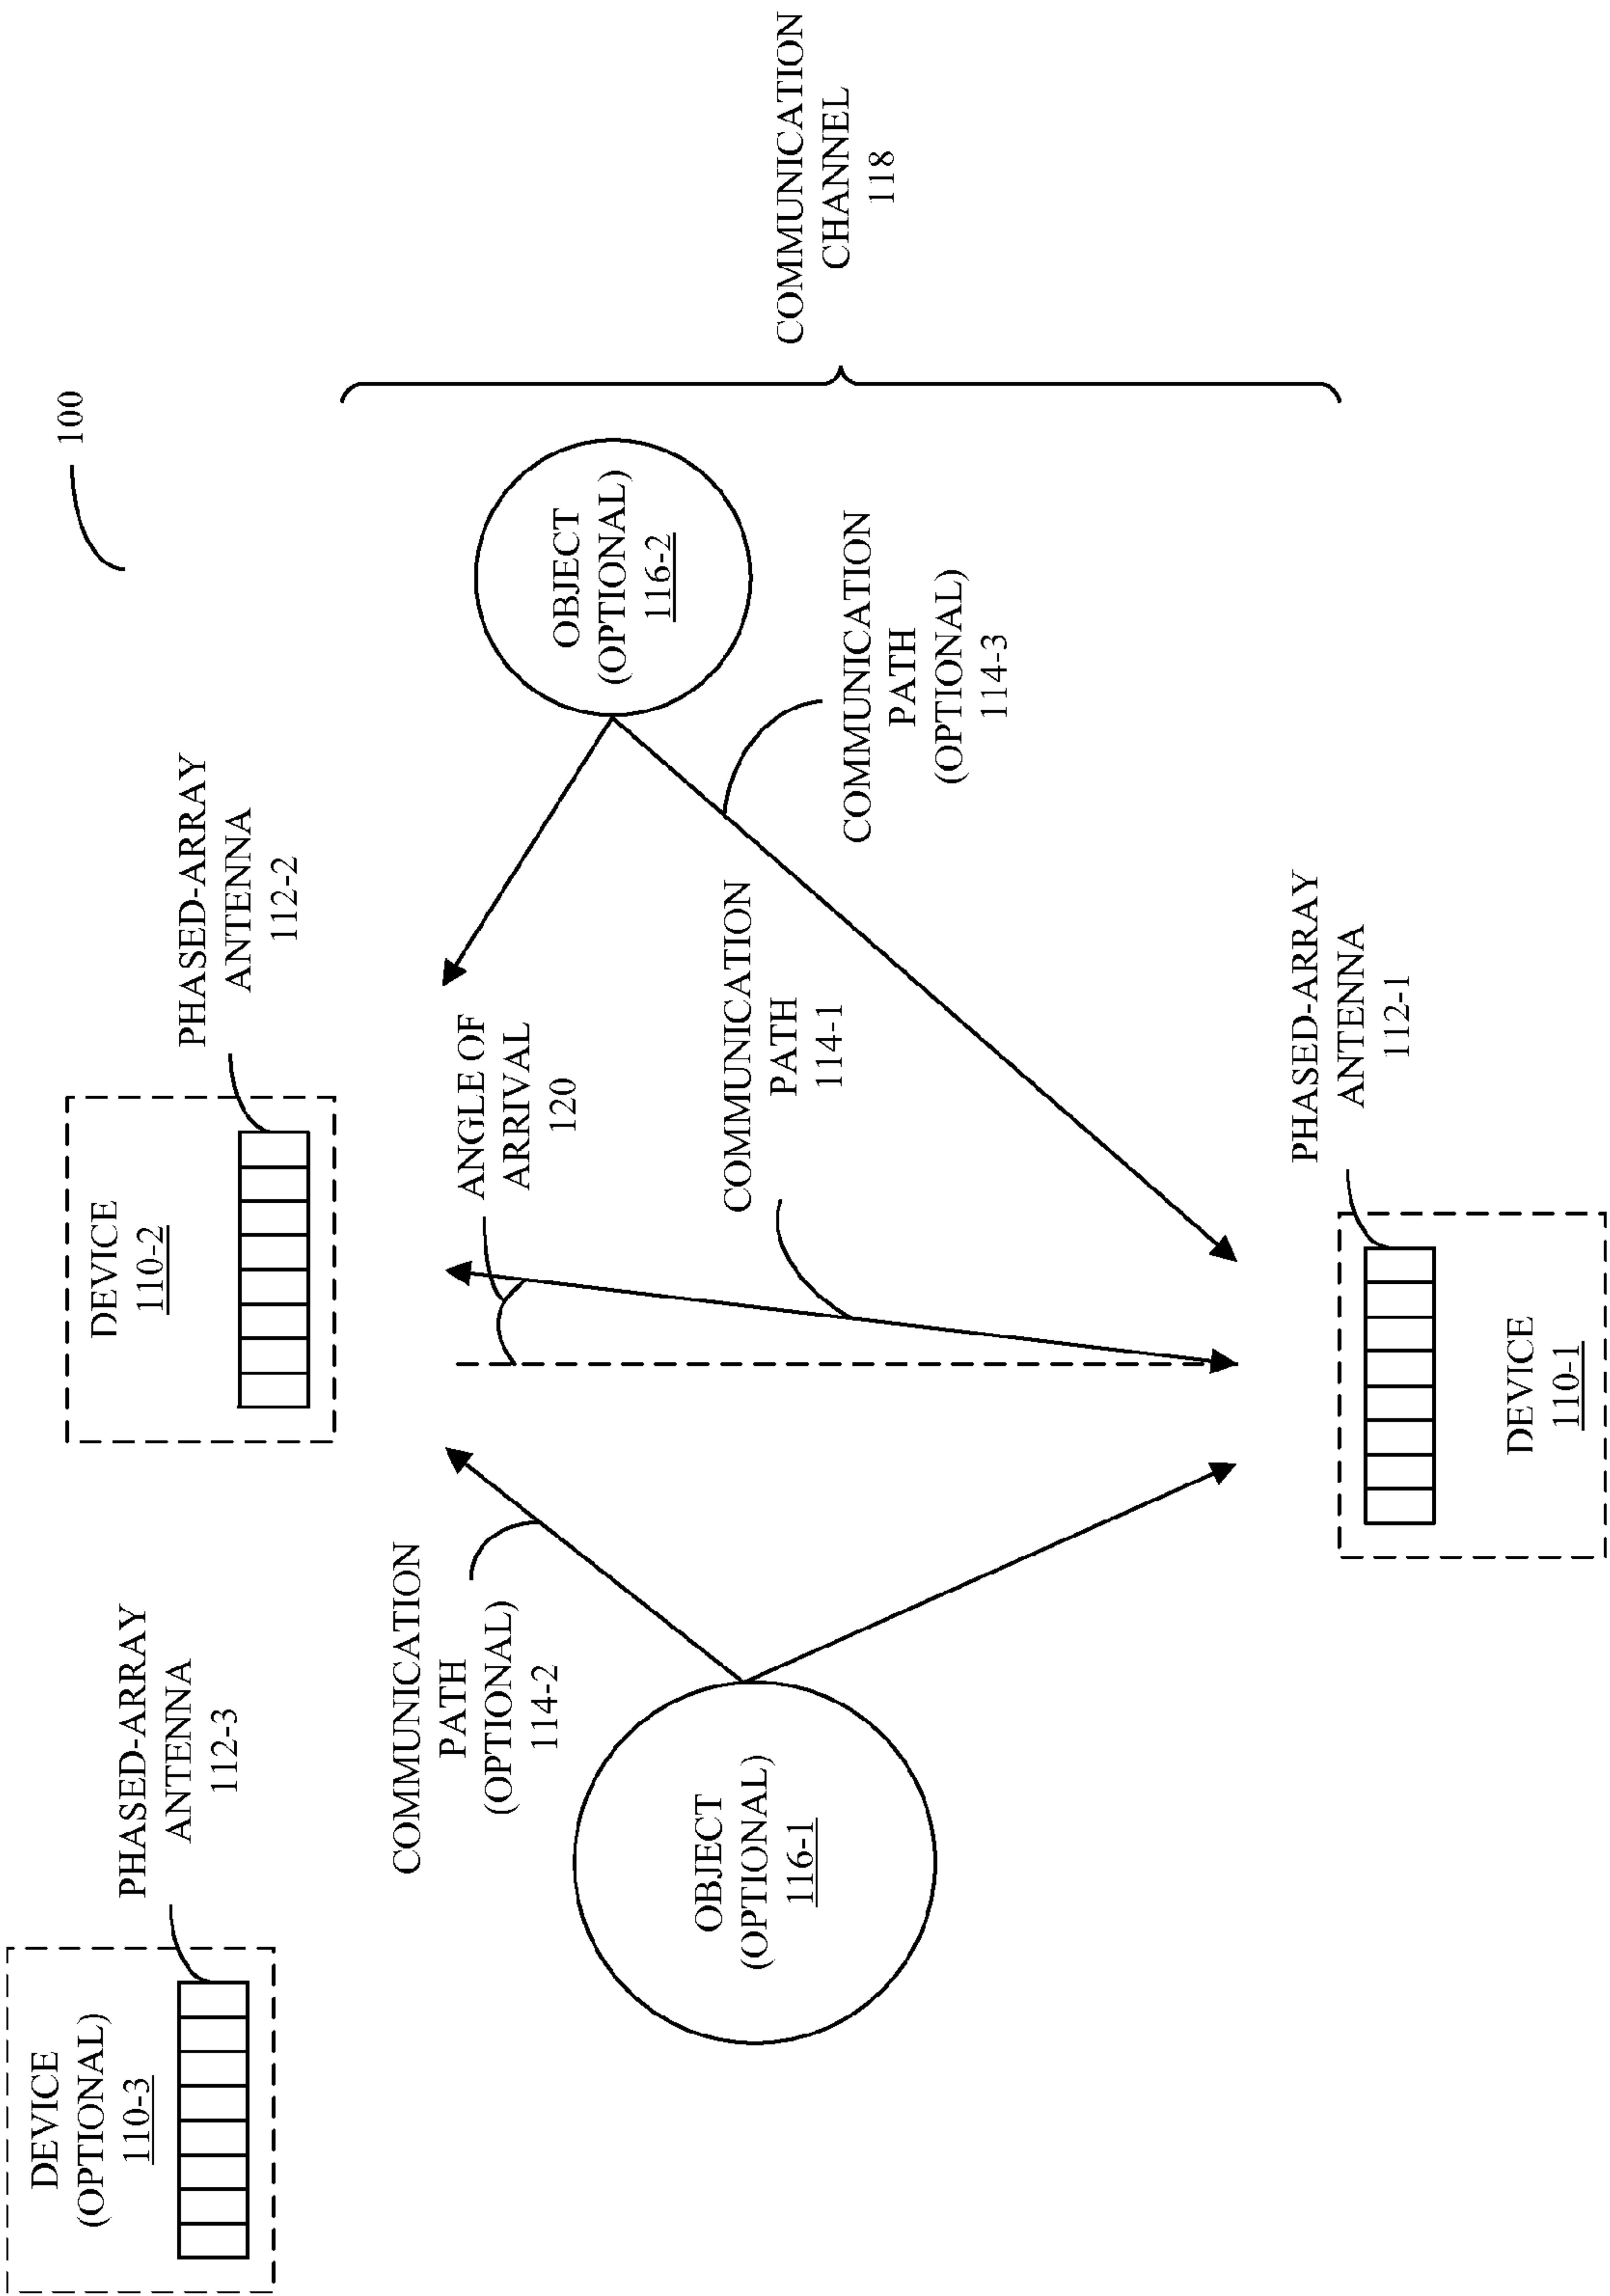 100
DEVICE
(OPTIONAL)
110-3
PHASED-ARRAY
ANTENNA
112-3
DEVICE
110-2
PHASED-ARRAY
ANTENNA
112-2
COMMUNICATION
PATH
(OPTIONAL)
114-2
ANGLE OF
ARRIVAL
120
OBJECT
(OPTIONAL)
116-2
OBJECT
(OPTIONAL)
116-1
COMMUNICATION
PATH
114-1
COMMUNICATION
PATH
(OPTIONAL)
114-3
COMMUNICATION
CHANNEL
118
PHASED-ARRAY
ANTENNA
112-1
DEVICE
110-1